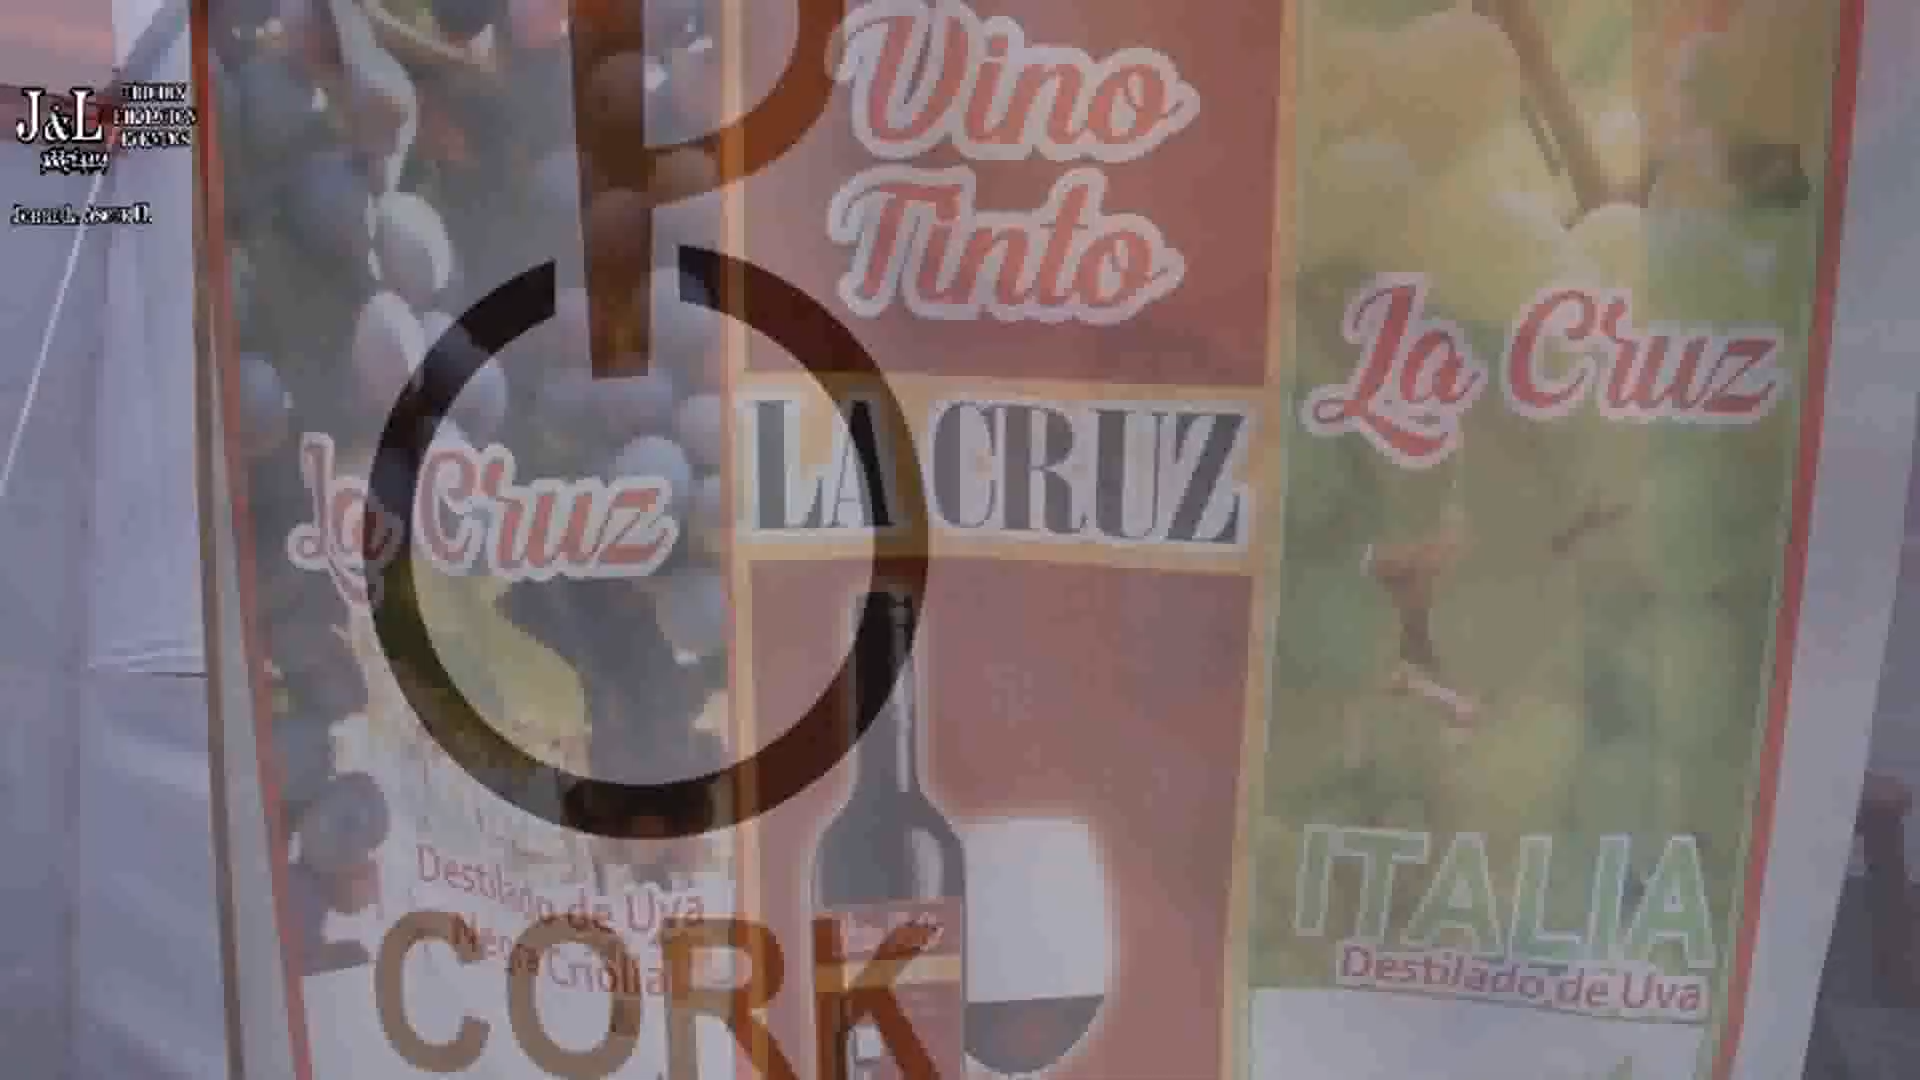 J&L
Vino
Tinto
La Cruz
LA CRUZ
La Cruz
ITALIA
Destilado de Uva
Destilado de Uva
Negra Criolla
CORK